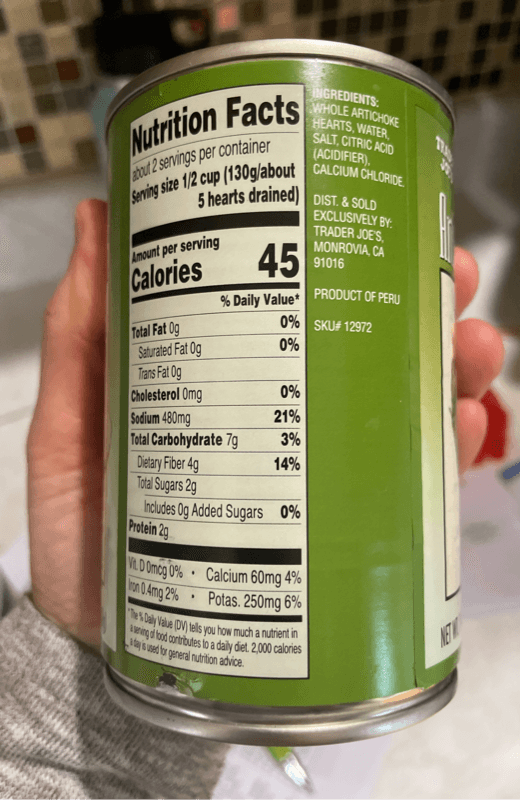 Nutrition Facts
about 2 servings per container
Serving size 1/2 cup (130g/about
5 hearts drained)
Amount per serving
Calories 45
% Daily Value*
Total Fat 0g 0%
Saturated Fat 0g 0%
Trans Fat 0g
Cholesterol 0mg 0%
Sodium 480mg 21%
Total Carbohydrate 7g 3%
Dietary Fiber 4g 14%
Total Sugars 2g
Includes 0g Added Sugars 0%
Protein 2g
Vit. D 0mcg 0% • Calcium 60mg 4%
Iron 0.4mg 2% • Potas. 250mg 6%
*The % Daily Value (DV) tells you how much a nutrient in
a serving of food contributes to a daily diet. 2,000 calories
a day is used for general nutrition advice.
INGREDIENTS:
WHOLE ARTICHOKE
HEARTS, WATER,
SALT, CITRIC ACID
(ACIDIFIER),
CALCIUM CHLORIDE.
DIST. & SOLD
EXCLUSIVELY BY:
TRADER JOE'S,
MONROVIA, CA
91016
PRODUCT OF PERU
SKU# 12972
NET